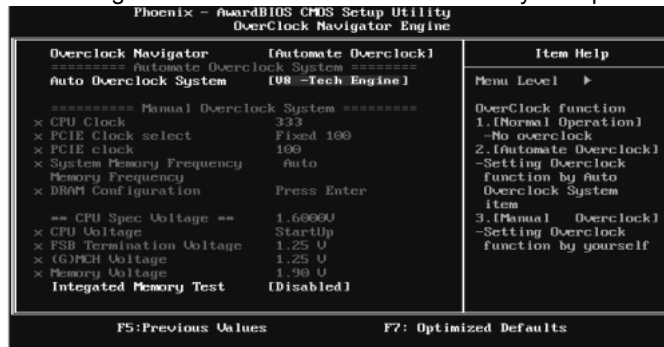 Phoenix - AwardBIOS CMOS Setup Utility
OverClock Navigator Engine
Overclock Navigator [Automate Overclock]
========= Automate Overclock System ========
Auto Overclock System [V8 -Tech Engine]
========== Manual Overclock System =========
x CPU Clock 333
x PCIE Clock select Fixed 100
x PCIE clock 100
x System Memory Frequency Auto
Memory Frequency
x DRAM Configuration Press Enter
== CPU Spec Voltage == 1.6000V
x CPU Voltage StartUp
x FSB Termination Voltage 1.25 V
x (G)MCH Voltage 1.25 V
x Memory Voltage 1.90 V
Integated Memory Test [Disabled]
Item Help
Menu Level ▶
OverClock function
1.[Normal Operation]
-No overclock
2.[Automate Overclock]
-Setting Overclock
function by Auto
Overclock System
item
3.[Manual Overclock]
-Setting Overclock
function by yourself
F5:Previous Values F7: Optimized Defaults